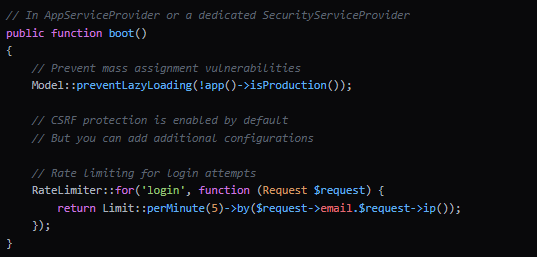 // In AppServiceProvider or a dedicated SecurityServiceProvider
public function boot()
{
    // Prevent mass assignment vulnerabilities
    Model::preventLazyLoading(!app()->isProduction());

    // CSRF protection is enabled by default
    // But you can add additional configurations

    // Rate limiting for login attempts
    RateLimiter::for('login', function (Request $request) {
        return Limit::perMinute(5)->by($request->email.$request->ip());
    });
}